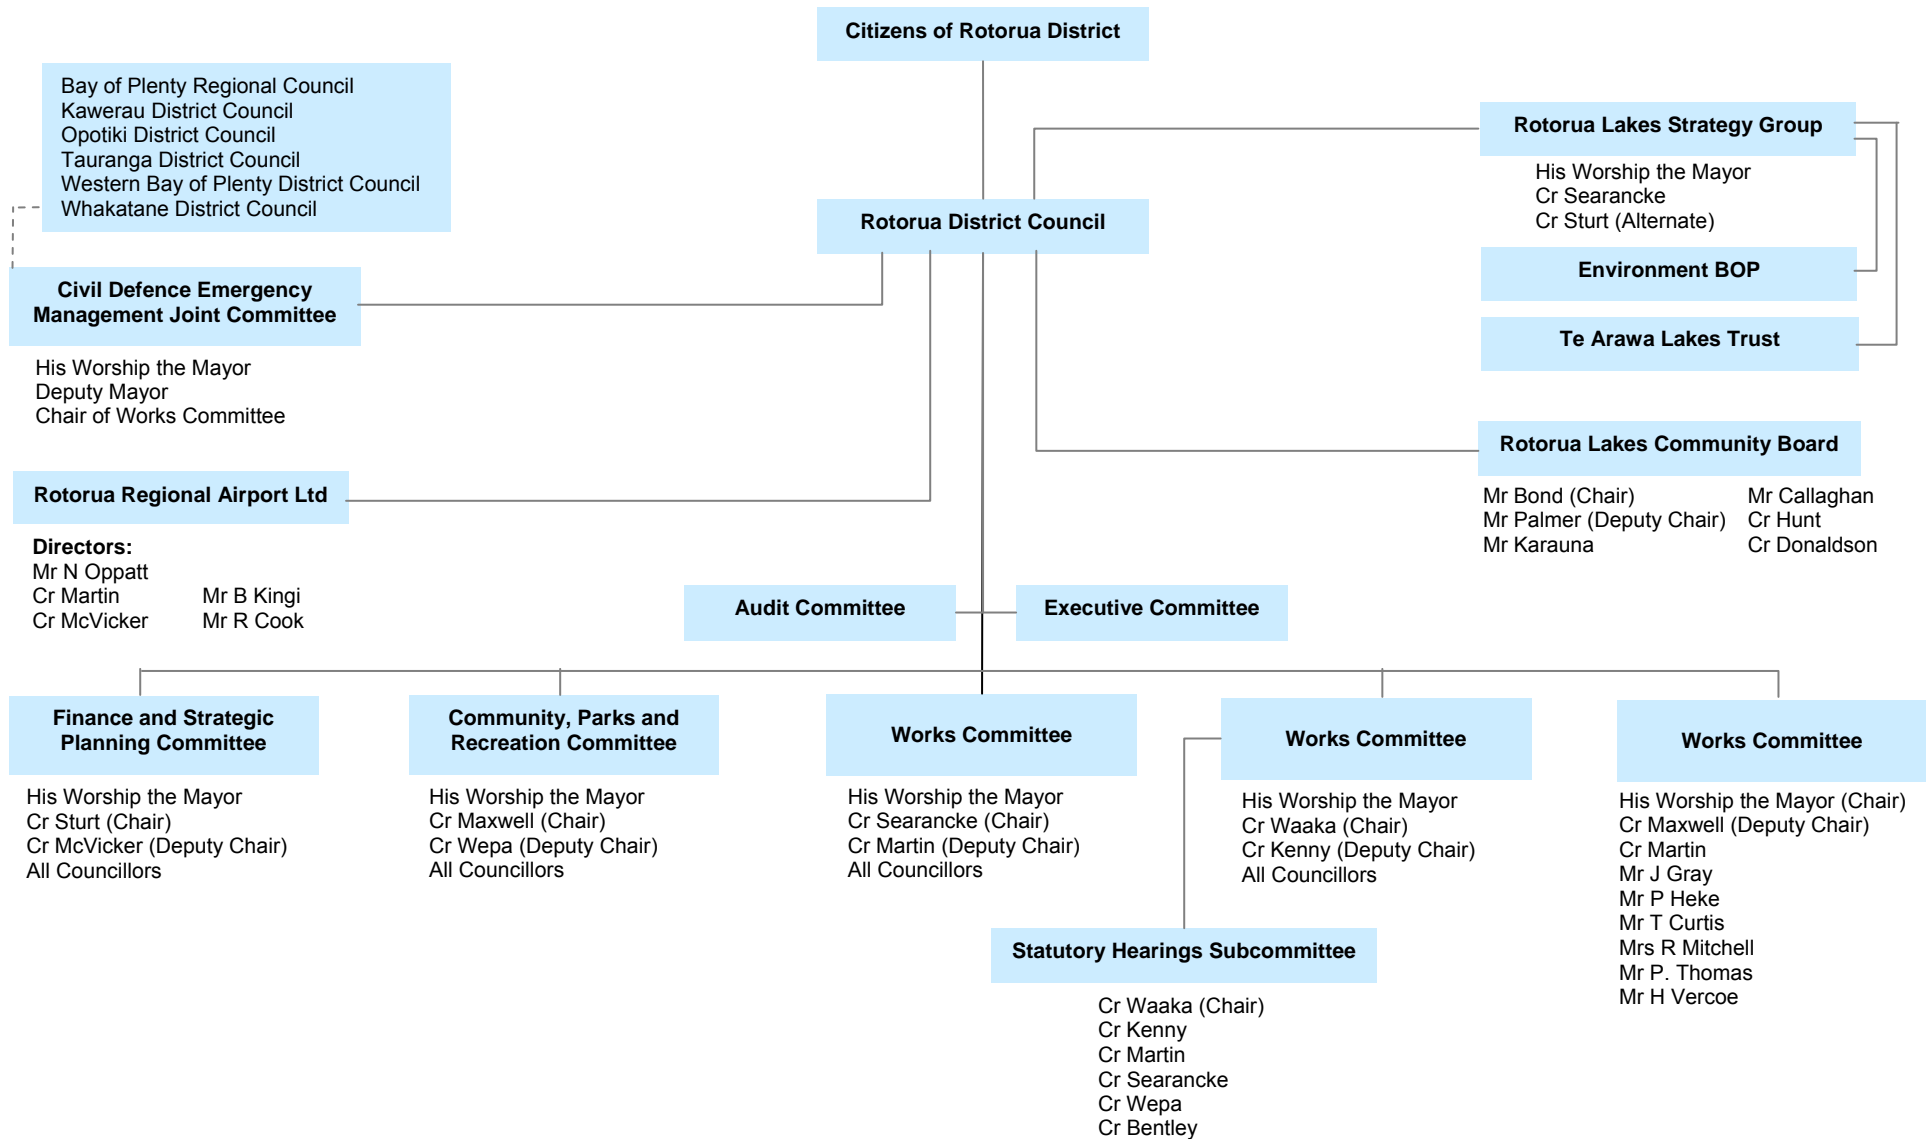 Citizens of Rotorua District
Bay of Plenty Regional Council
Kawerau District Council
Opotiki District Council
Tauranga District Council
Western Bay of Plenty District Council
Whakatane District Council
Rotorua Lakes Strategy Group
His Worship the Mayor
Cr Searancke
Cr Sturt (Alternate)
Rotorua District Council
Environment BOP
Te Arawa Lakes Trust
Civil Defence Emergency
Management Joint Committee
His Worship the Mayor
Deputy Mayor
Chair of Works Committee
Rotorua Lakes Community Board
Mr Bond (Chair)
Mr Palmer (Deputy Chair)
Mr Karauna
Mr Callaghan
Cr Hunt
Cr Donaldson
Rotorua Regional Airport Ltd
Directors:
Mr N Oppatt
Cr Martin
Cr McVicker
Mr B Kingi
Mr R Cook
Audit Committee
Executive Committee
Finance and Strategic
Planning Committee
His Worship the Mayor
Cr Sturt (Chair)
Cr McVicker (Deputy Chair)
All Councillors
Community, Parks and
Recreation Committee
His Worship the Mayor
Cr Maxwell (Chair)
Cr Wepa (Deputy Chair)
All Councillors
Works Committee
His Worship the Mayor
Cr Searancke (Chair)
Cr Martin (Deputy Chair)
All Councillors
Works Committee
His Worship the Mayor
Cr Waaka (Chair)
Cr Kenny (Deputy Chair)
All Councillors
Works Committee
His Worship the Mayor (Chair)
Cr Maxwell (Deputy Chair)
Cr Martin
Mr J Gray
Mr P Heke
Mr T Curtis
Mrs R Mitchell
Mr P. Thomas
Mr H Vercoe
Statutory Hearings Subcommittee
Cr Waaka (Chair)
Cr Kenny
Cr Martin
Cr Searancke
Cr Wepa
Cr Bentley